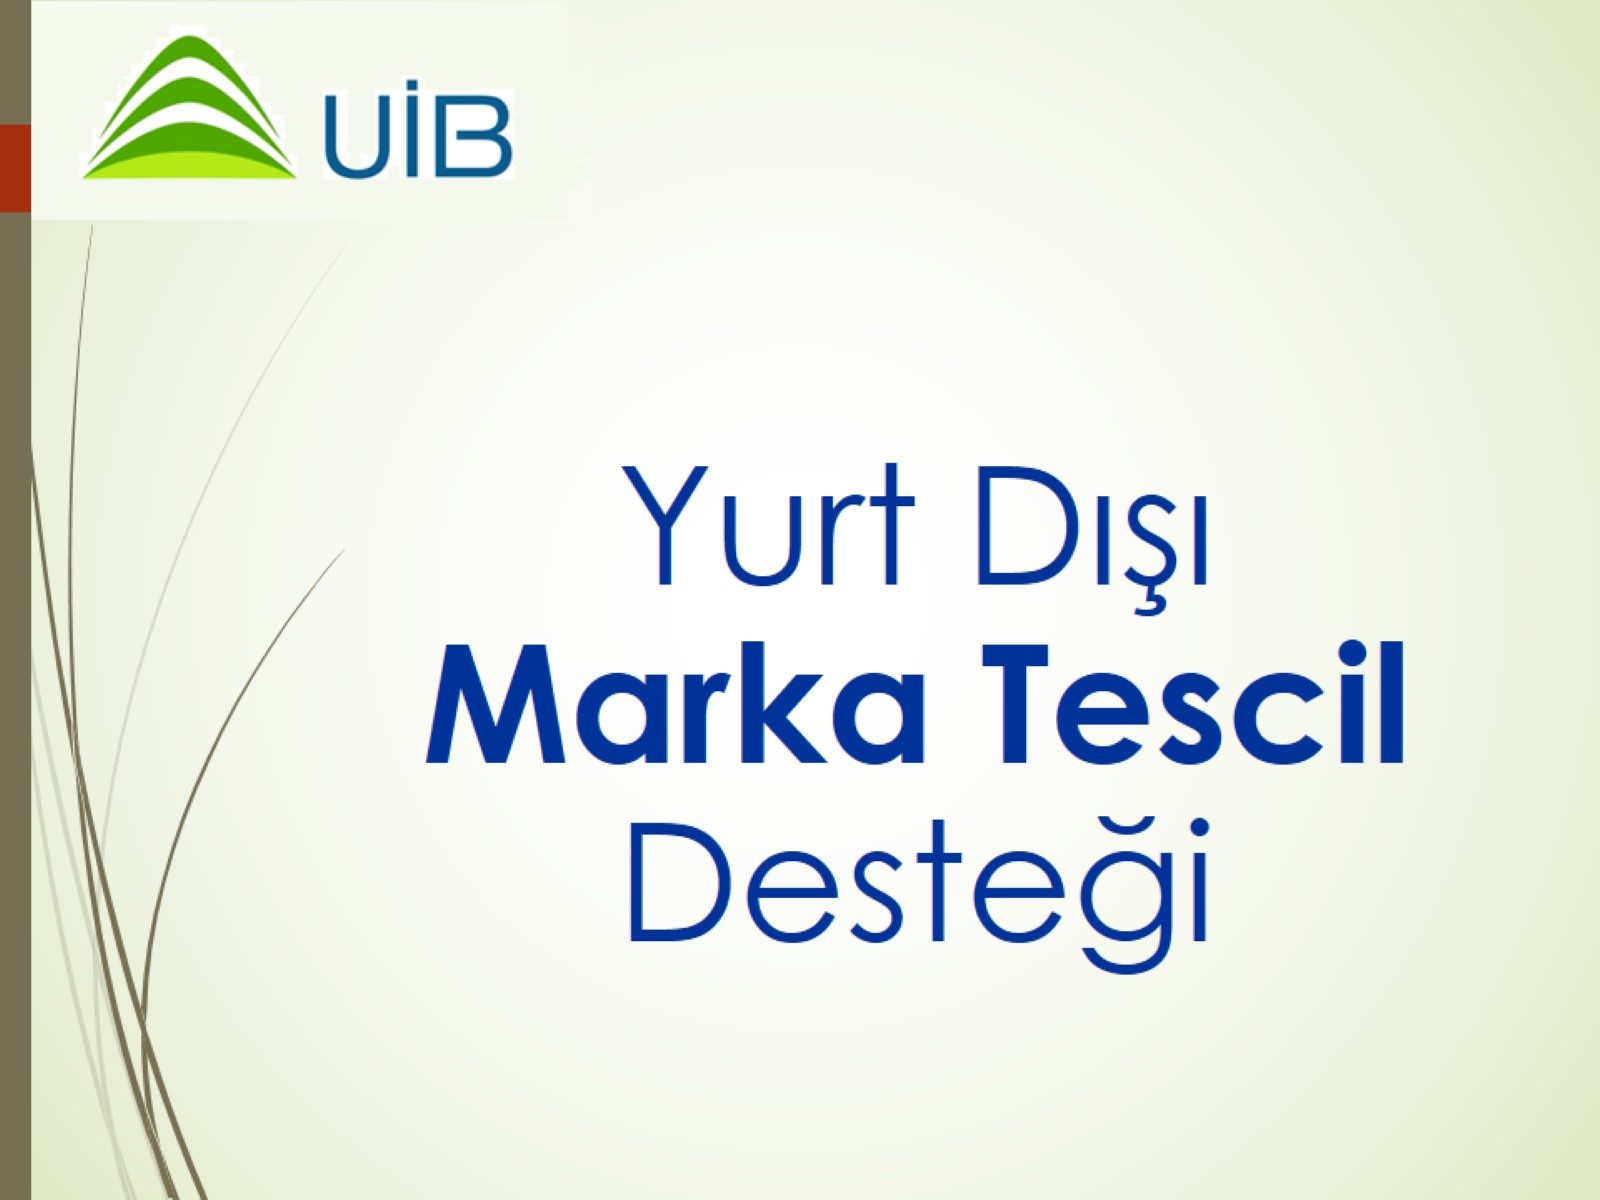 UİB
Yurt Dışı
Marka Tescil
Desteği